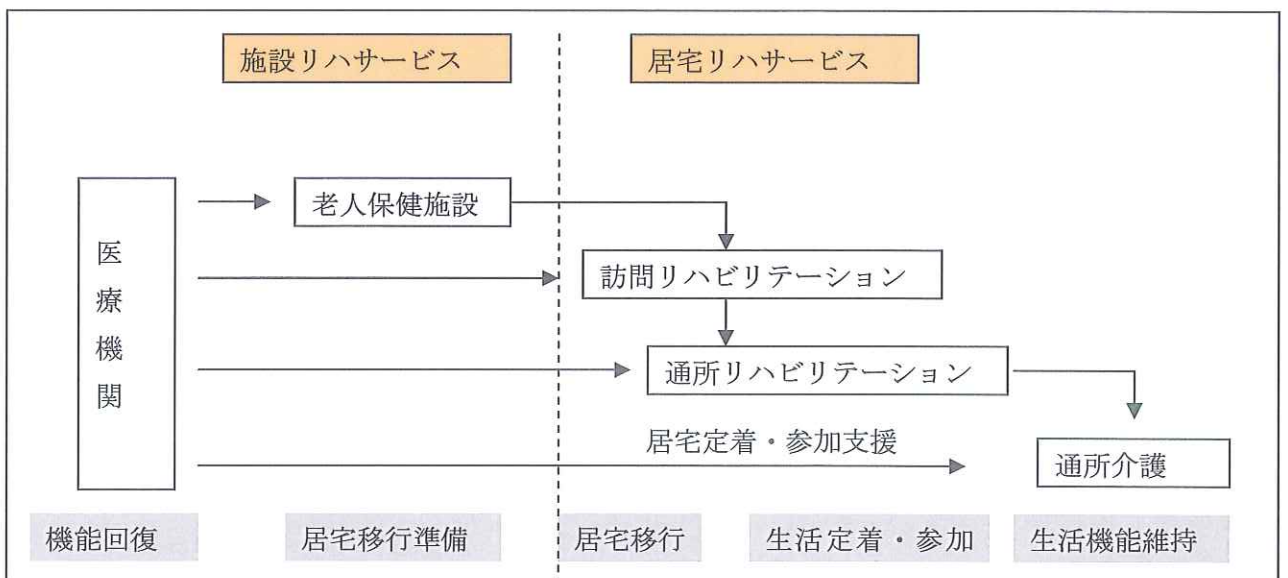 施設リハサービス
居宅リハサービス
医療機関
老人保健施設
訪問リハビリテーション
通所リハビリテーション
居宅定着・参加支援
通所介護
機能回復
居宅移行準備
居宅移行
生活定着・参加
生活機能維持